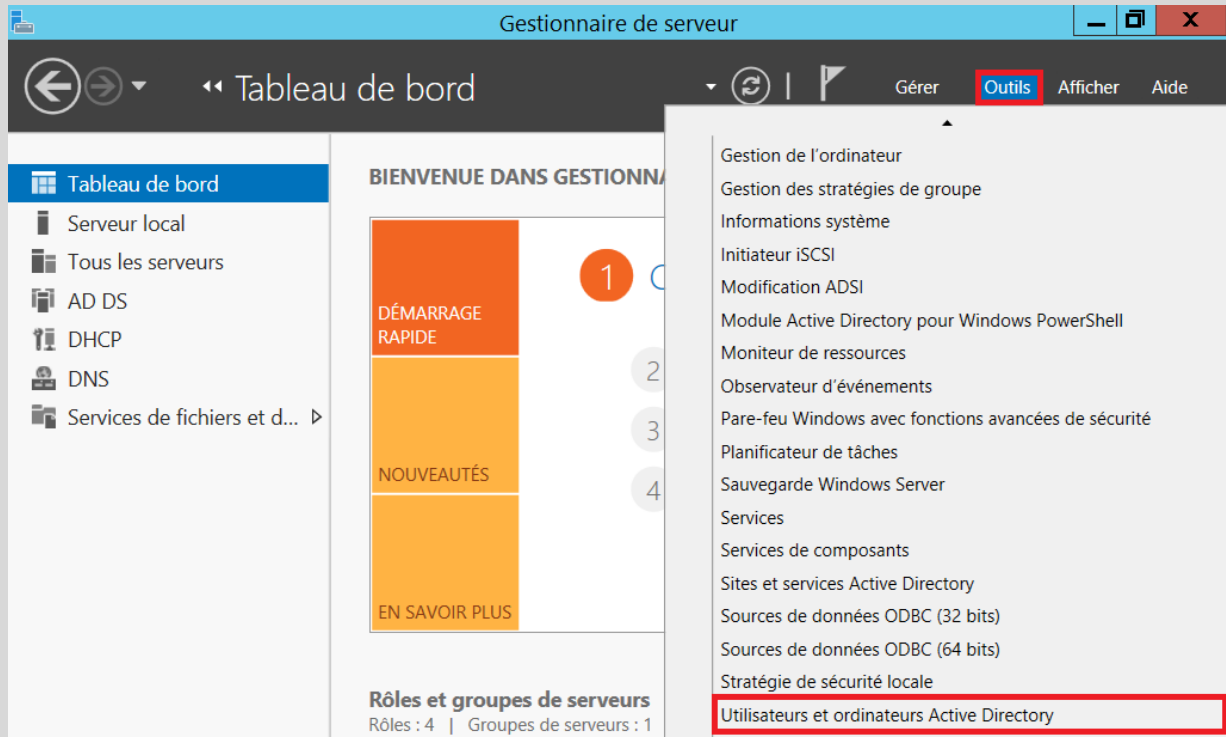 Gestionnaire de serveur
Tableau de bord
Gérer Outils Afficher Aide
Tableau de bord
Serveur local
Tous les serveurs
AD DS
DHCP
DNS
Services de fichiers et d...
BIENVENUE DANS GESTIONNA
DÉMARRAGE
RAPIDE
NOUVEAUTÉS
EN SAVOIR PLUS
1
2
3
4
Rôles et groupes de serveurs
Rôles : 4 | Groupes de serveurs : 1
Gestion de l'ordinateur
Gestion des stratégies de groupe
Informations système
Initiateur iSCSI
Modification ADSI
Module Active Directory pour Windows PowerShell
Moniteur de ressources
Observateur d'événements
Pare-feu Windows avec fonctions avancées de sécurité
Planificateur de tâches
Sauvegarde Windows Server
Services
Services de composants
Sites et services Active Directory
Sources de données ODBC (32 bits)
Sources de données ODBC (64 bits)
Stratégie de sécurité locale
Utilisateurs et ordinateurs Active Directory